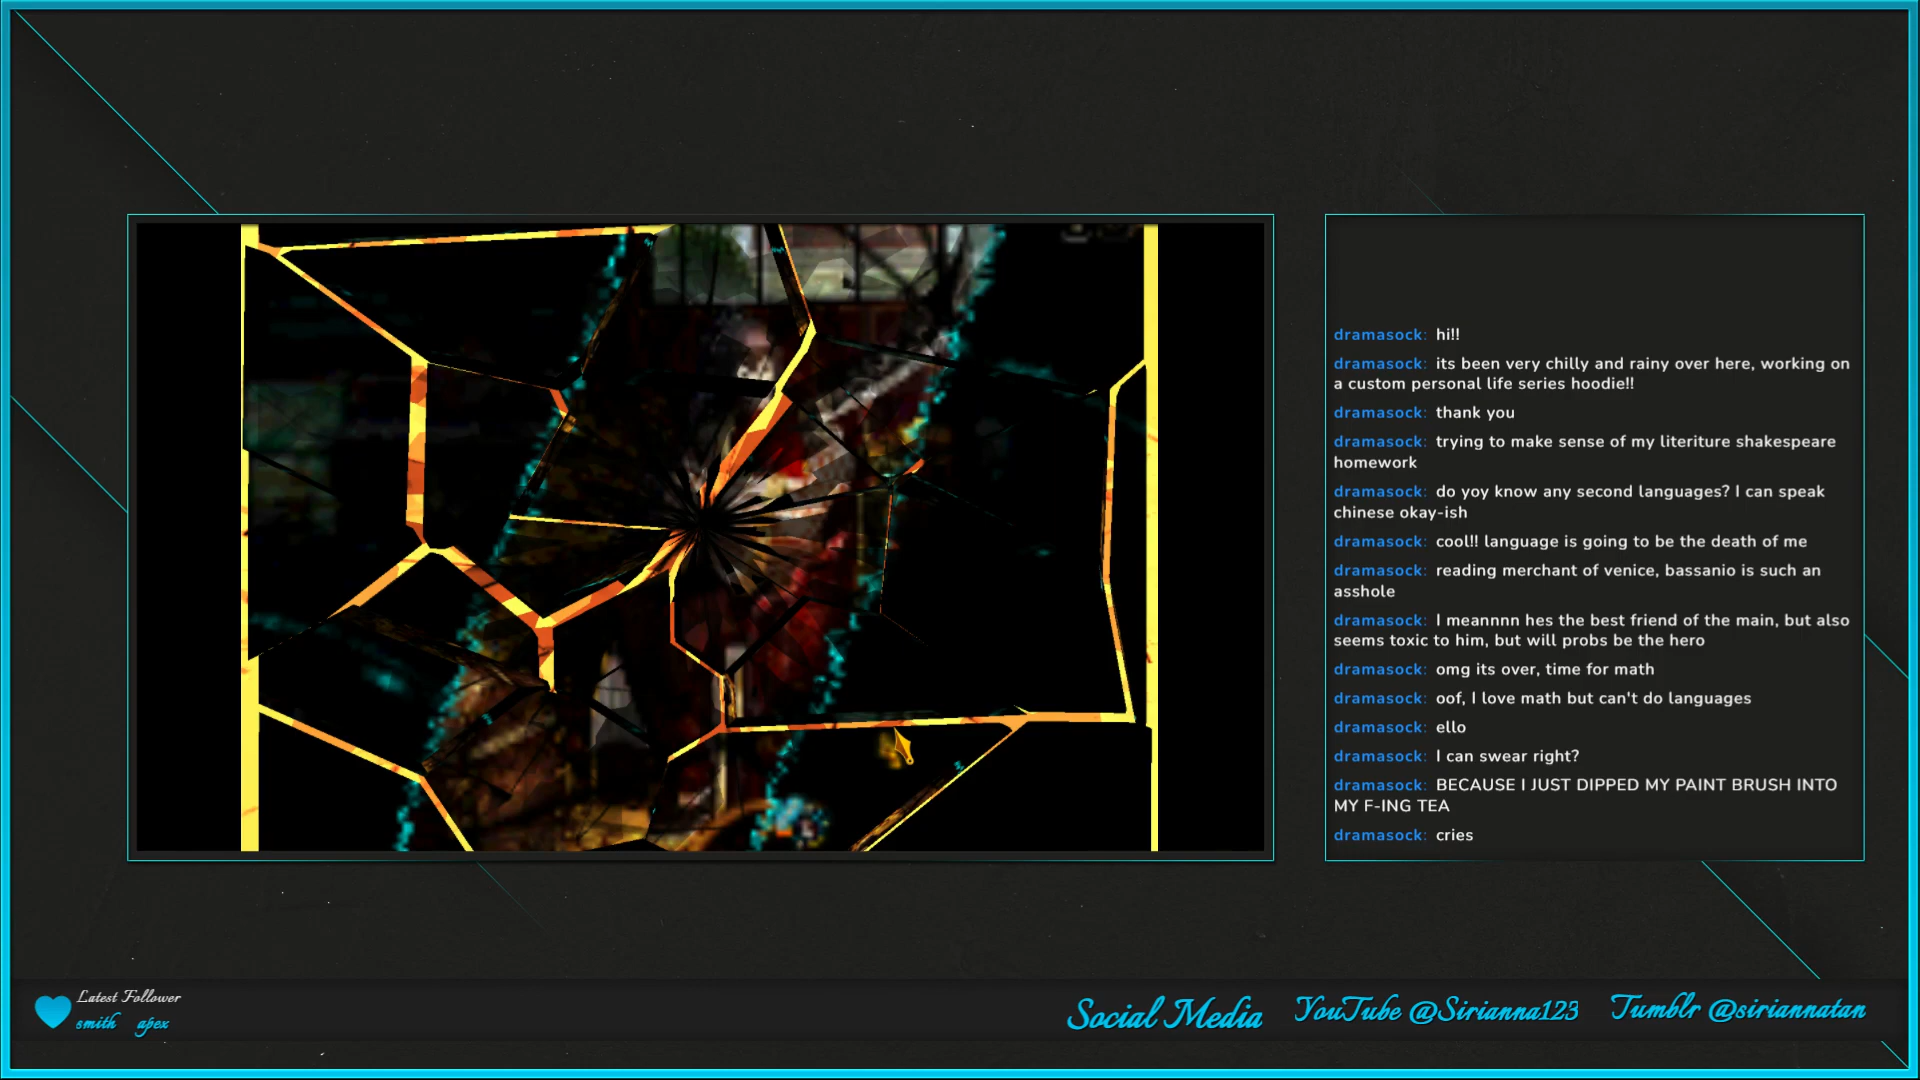 dramasock: hi!!
dramasock: its been very chilly and rainy over here, working on
a custom personal life series hoodie!!
dramasock: thank you
dramasock: trying to make sense of my literiture shakespeare
homework
dramasock: do yoy know any second languages? I can speak
chinese okay-ish
dramasock: cool!! language is going to be the death of me
dramasock: reading merchant of venice, bassanio is such an
asshole
dramasock: I meannnn hes the best friend of the main, but also
seems toxic to him, but will probs be the hero
dramasock: omg its over, time for math
dramasock: oof, I love math but can't do languages
dramasock: ello
dramasock: I can swear right?
dramasock: BECAUSE I JUST DIPPED MY PAINT BRUSH INTO
MY F-ING TEA
dramasock: cries
Latest Follower
smith apex
Social Media YouTube @Sirianna123 Tumblr @siriannatan